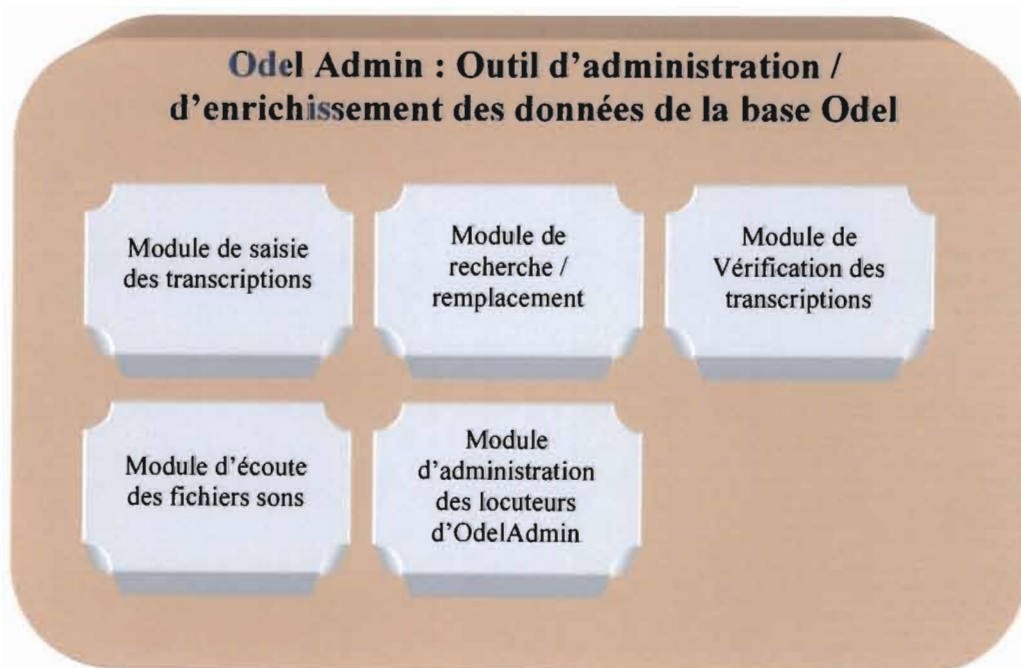 Odel Admin : Outil d'administration /
d'enrichissement des données de la base Odel
Module de saisie
des transcriptions
Module de
recherche /
remplacement
Module de
Vérification des
transcriptions
Module d'écoute
des fichiers sons
Module
d'administration
des locuteurs
d'OdelAdmin